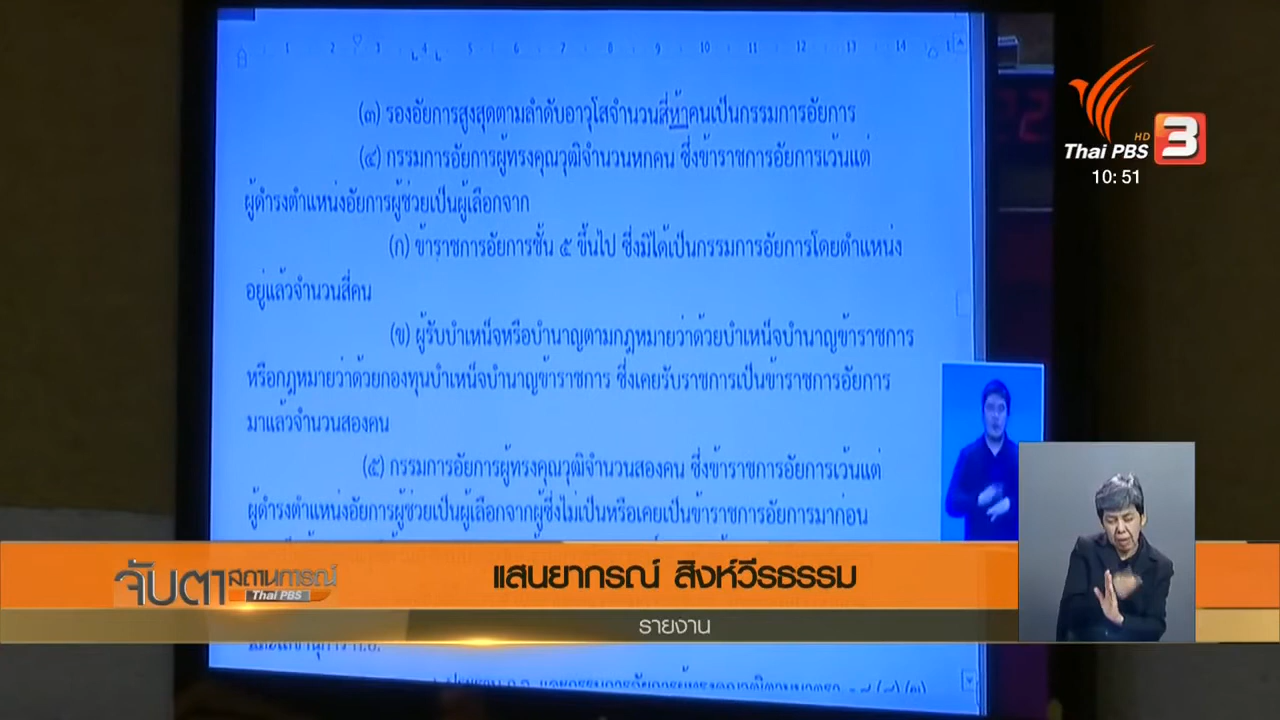 1 2 3 4 5 6 7 8 9 10 11 12 13 14
(๓) รองอัยการสูงสุดตามลำดับอาวุโสจำนวนสี่ห้าคนเป็นกรรมการอัยการ
(๔) กรรมการอัยการผู้ทรงคุณวุฒิจำนวนหกคน ซึ่งข้าราชการอัยการเว้นแต่
ผู้ดำรงตำแหน่งอัยการผู้ช่วยเป็นผู้เลือกจาก
(ก) ข้าราชการอัยการชั้น ๕ ขึ้นไป ซึ่งมิได้เป็นกรรมการอัยการโดยตำแหน่ง
อยู่แล้วจำนวนสี่คน
(ข) ผู้รับบำเหน็จหรือบำนาญตามกฎหมายว่าด้วยบำเหน็จบำนาญข้าราชการ
หรือกฎหมายว่าด้วยกองทุนบำเหน็จบำนาญข้าราชการ ซึ่งเคยรับราชการเป็นข้าราชการอัยการ
มาแล้วจำนวนสองคน
(๕) กรรมการอัยการผู้ทรงคุณวุฒิจำนวนสองคน ซึ่งข้าราชการอัยการเว้นแต่
ผู้ดำรงตำแหน่งอัยการผู้ช่วยเป็นผู้เลือกจากผู้ซึ่งไม่เป็นหรือเคยเป็นข้าราชการอัยการมาก่อน
Thai PBS HD 3
10:51
จับตา สถานการณ์
Thai PBS
แสนยากรณ์ สิงห์วีรธรรม
รายงาน